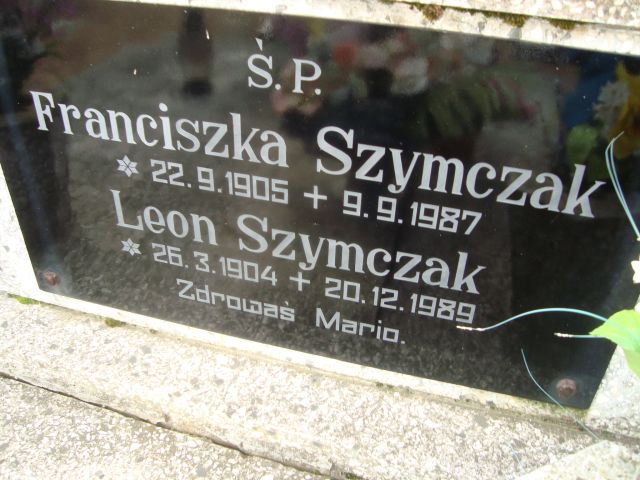 Ś.P.
Franciszka Szymczak
* 22.9.1905 + 9.9.1987
Leon Szymczak
* 26.3.1904 + 20.12.1989
Zdrowaś Mario.